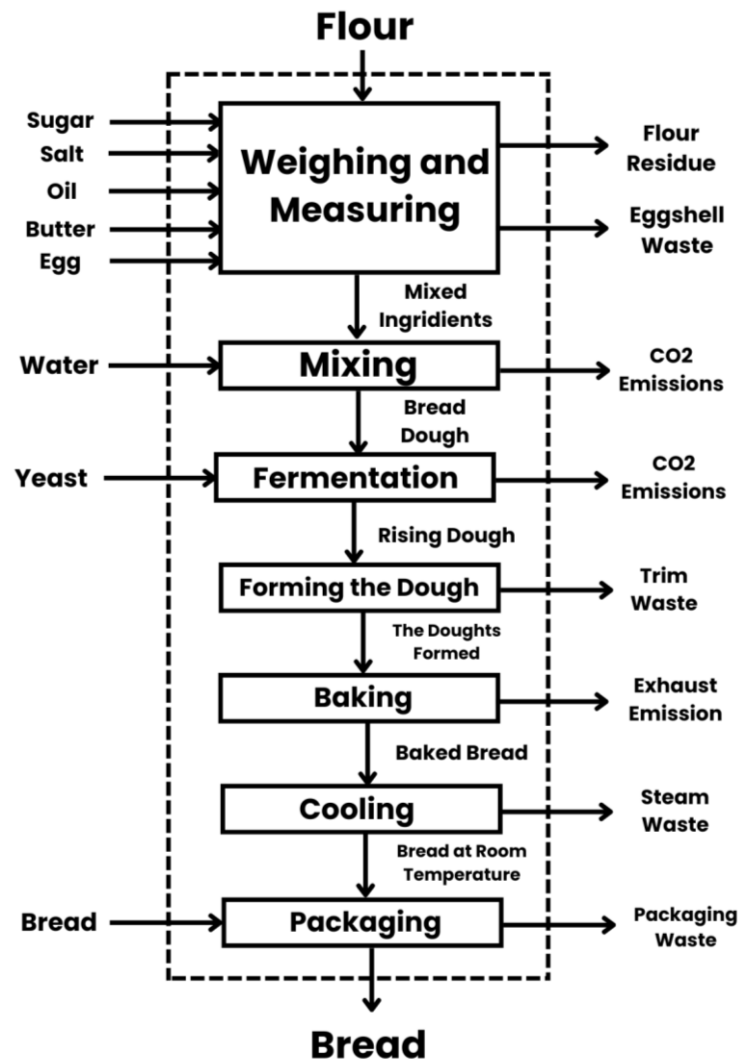 Flour
Sugar
Salt
Oil
Butter
Egg
Weighing and
Measuring
Flour
Residue
Eggshell
Waste
Mixed
Ingridients
Water
Mixing
CO2
Emissions
Bread
Dough
Yeast
Fermentation
CO2
Emissions
Rising Dough
Forming the Dough
Trim
Waste
The Doughts
Formed
Baking
Exhaust
Emission
Baked Bread
Cooling
Steam
Waste
Bread at Room
Temperature
Bread
Packaging
Packaging
Waste
Bread